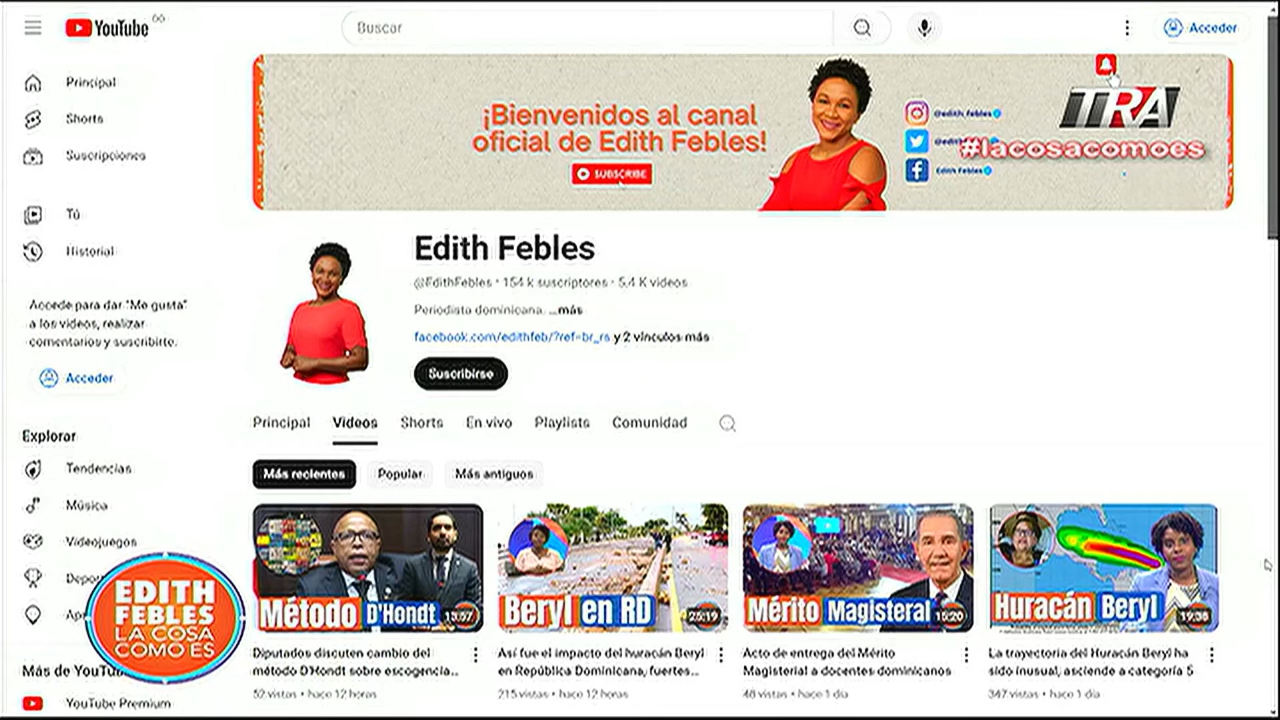 YouTube
Buscar
Acceder
Principal
Shorts
Suscripciones
Tú
Historial
Accede para dar "Me gusta"
a los videos, realizar
comentarios y suscribirte.
Acceder
Explorar
Tendencias
Música
Videojuegos
Más de YouTu
YouTube Premium
¡Bienvenidos al canal
oficial de Edith Febles!
SUBSCRIBE
@edith_febles
Edith Febles
TRA
#lacosacomoes
Edith Febles
@EdithFebles • 154 k suscriptores • 5,4 K videos
Periodista dominicana. ...más
facebook.com/edithfeb/?ref=br_rs y 2 vínculos más
Suscribirse
Principal Videos Shorts En vivo Playlists Comunidad
Más recientes Popular Más antiguos
Método D'Hondt
Beryl en RD
25:19
Mérito Magisterial
15:20
Huracán Beryl
19:38
Diputados discuten cambio del
método D'Hondt sobre escogencia...
52 vistas • hace 12 horas
Así fue el impacto del huracán Beryl
en República Dominicana, fuertes...
215 vistas • hace 12 horas
Acto de entrega del Mérito
Magisterial a docentes dominicanos
48 vistas • hace 1 día
La trayectoria del Huracán Beryl ha
sido inusual, asciende a categoría 5
347 vistas • hace 1 día
EDITH
FEBLES
LA COSA
COMO ES